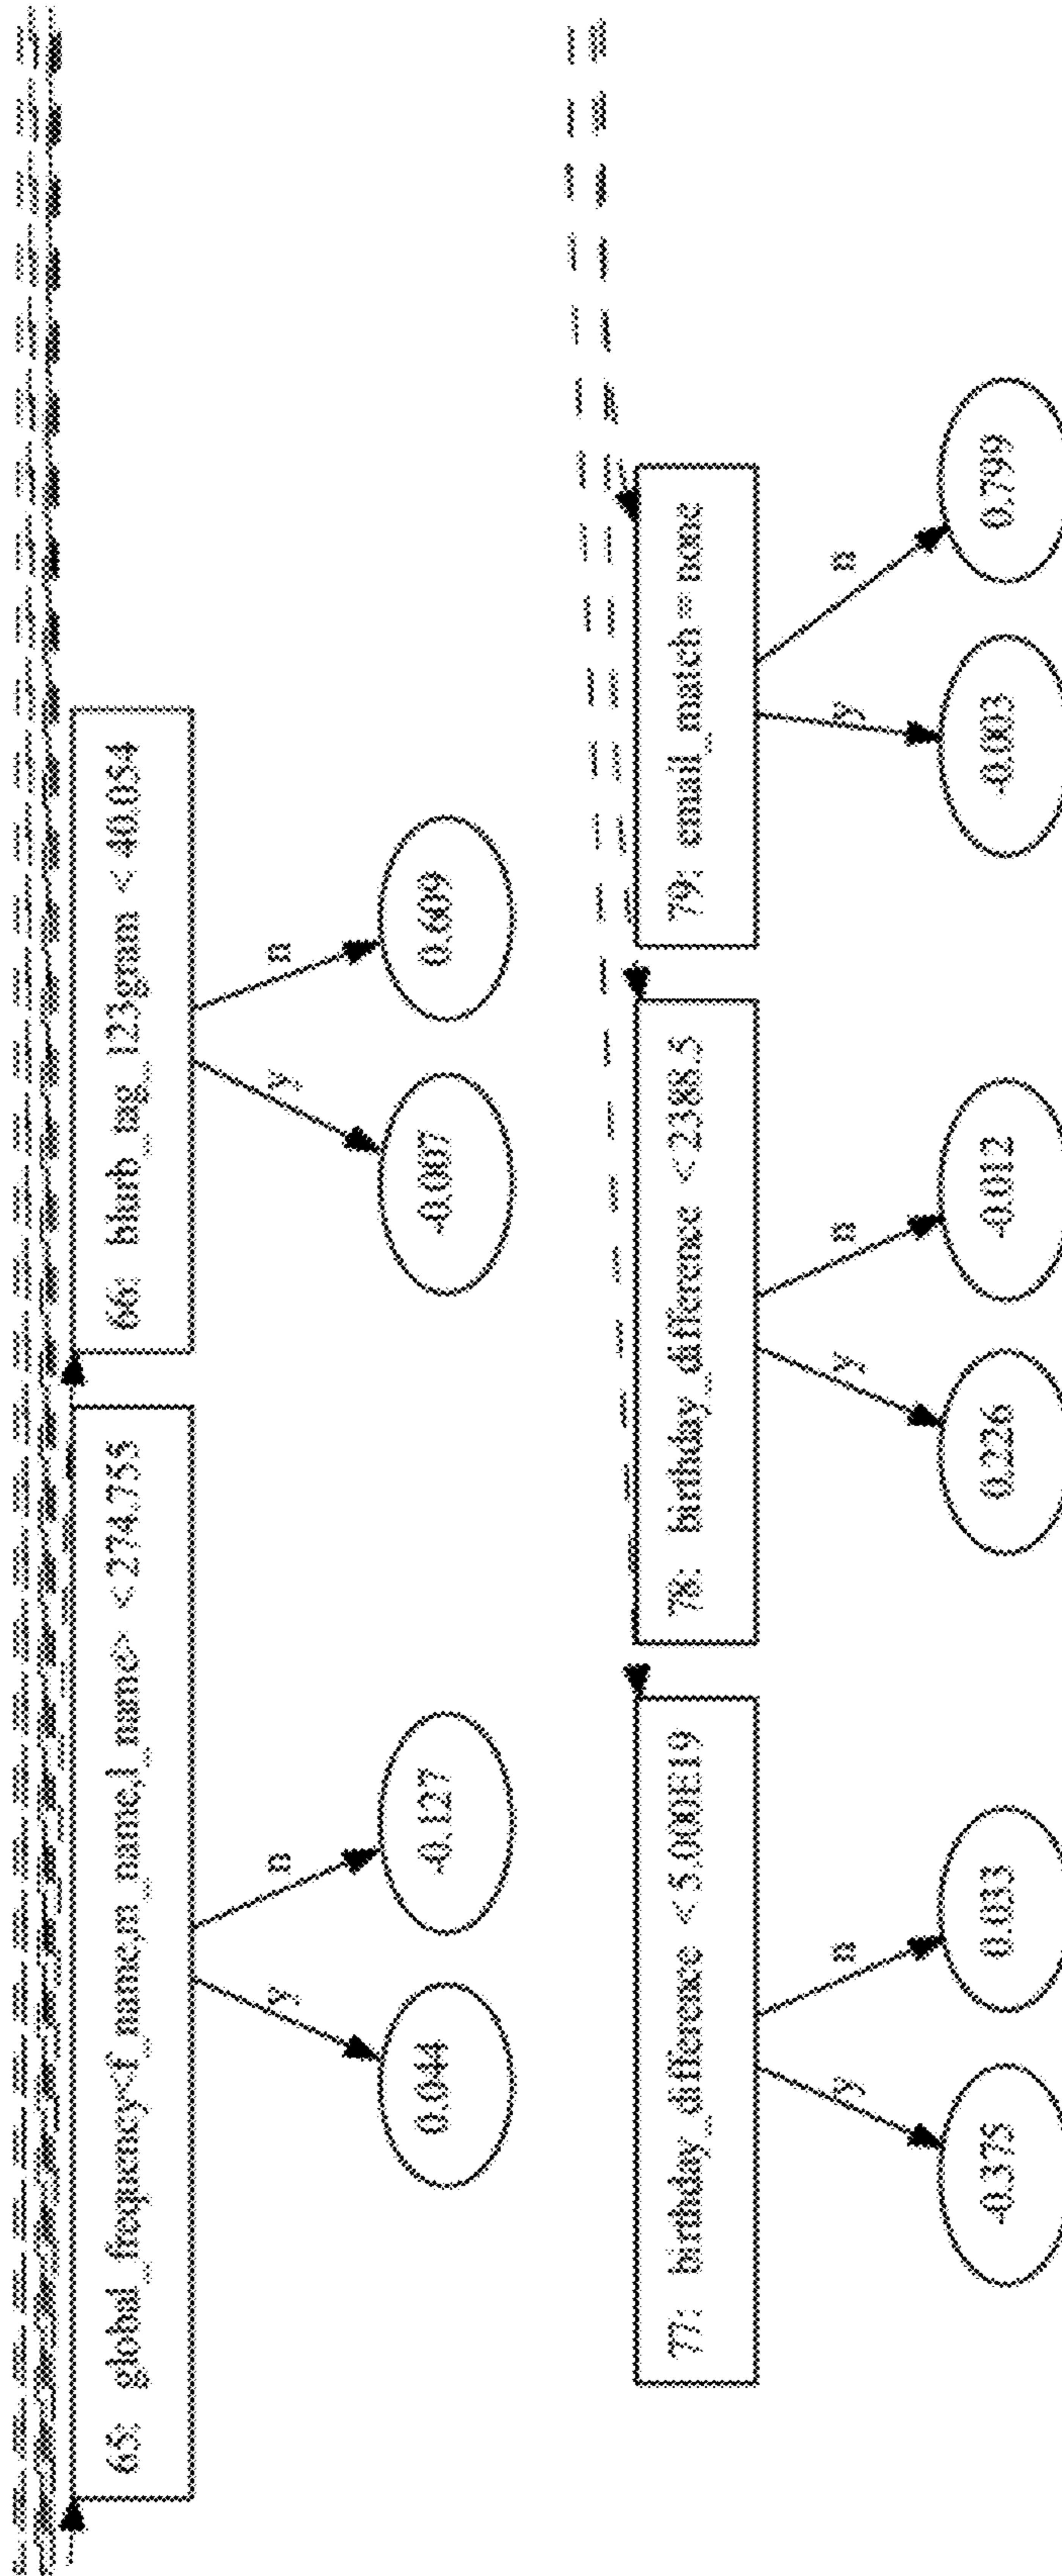 65: global_frequency<f_name,m_name,l_name> < 274.755
y
n
0.044
-0.127
66: blurb_tag_123gram < 40.054
y
n
-0.007
0.609
77: birthday_difference < 5.000E19
y
n
-0.375
0.033
78: birthday_difference < 2388.5
y
n
0.226
-0.012
79: email_match = none
y
n
-0.003
0.799